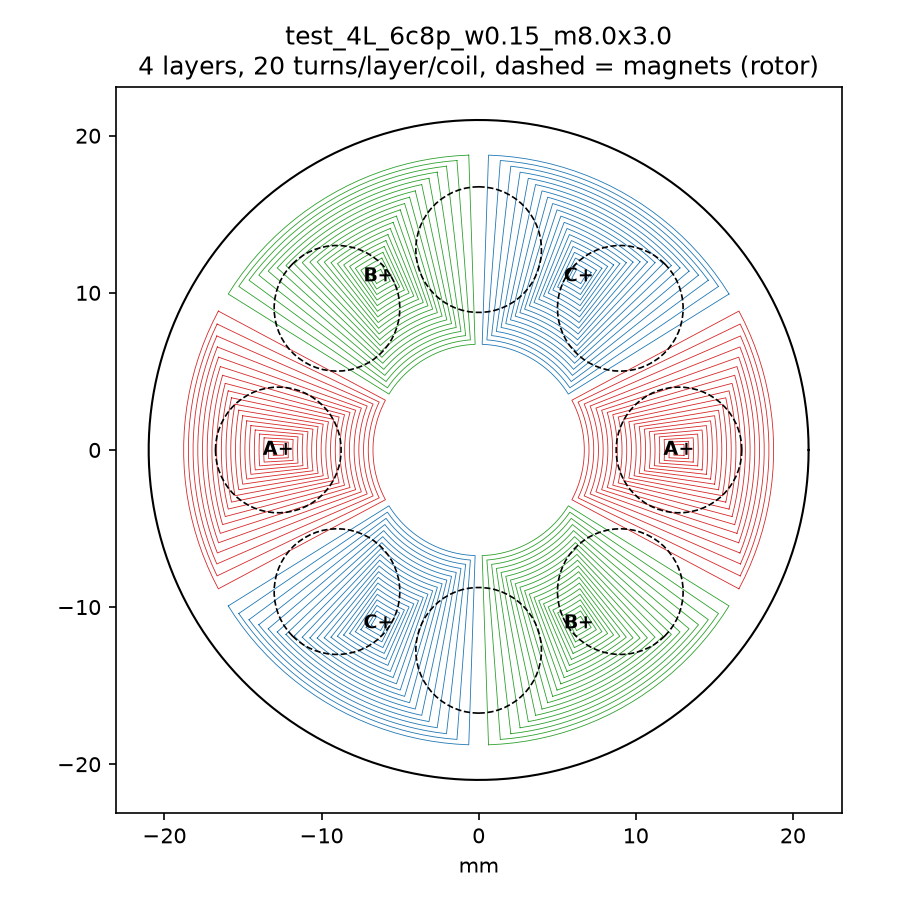 test_4L_6c8p_w0.15_m8.0x3.0
4 layers, 20 turns/layer/coil, dashed = magnets (rotor)
20
10
0
−10
−20
B+
C+
A+
A+
C+
B+
−20
−10
0
10
20
mm